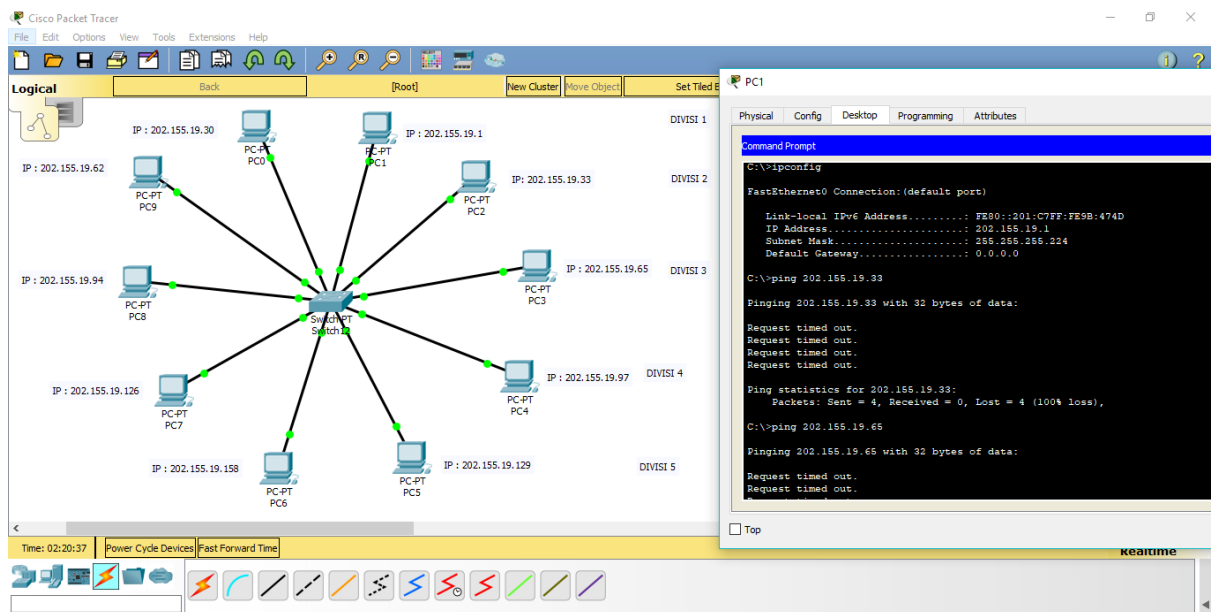 Cisco Packet Tracer
File Edit Options View Tools Extensions Help
Logical
Back
[Root]
New Cluster
Move Object
Set Tiled B
IP : 202.155.19.30
PC-PT
PC0
IP : 202.155.19.1
PC-PT
PC1
DIVISI 1
IP : 202.155.19.62
PC-PT
PC9
IP: 202.155.19.33
PC-PT
PC2
DIVISI 2
IP : 202.155.19.94
PC-PT
PC8
IP : 202.155.19.65
PC-PT
PC3
DIVISI 3
Switch-PT
Switch12
IP : 202.155.19.126
PC-PT
PC7
IP : 202.155.19.97
PC-PT
PC4
DIVISI 4
IP : 202.155.19.158
PC-PT
PC6
IP : 202.155.19.129
PC-PT
PC5
DIVISI 5
PC1
Physical Config Desktop Programming Attributes
Command Prompt
C:\>ipconfig
FastEthernet0 Connection:(default port)
Link-local IPv6 Address.........: FE80::201:C7FF:FE9B:474D
IP Address......................: 202.155.19.1
Subnet Mask.....................: 255.255.255.224
Default Gateway.................: 0.0.0.0
C:\>ping 202.155.19.33
Pinging 202.155.19.33 with 32 bytes of data:
Request timed out.
Request timed out.
Request timed out.
Request timed out.
Ping statistics for 202.155.19.33:
Packets: Sent = 4, Received = 0, Lost = 4 (100% loss),
C:\>ping 202.155.19.65
Pinging 202.155.19.65 with 32 bytes of data:
Request timed out.
Request timed out.
Top
Time: 02:20:37
Power Cycle Devices
Fast Forward Time
Realtime